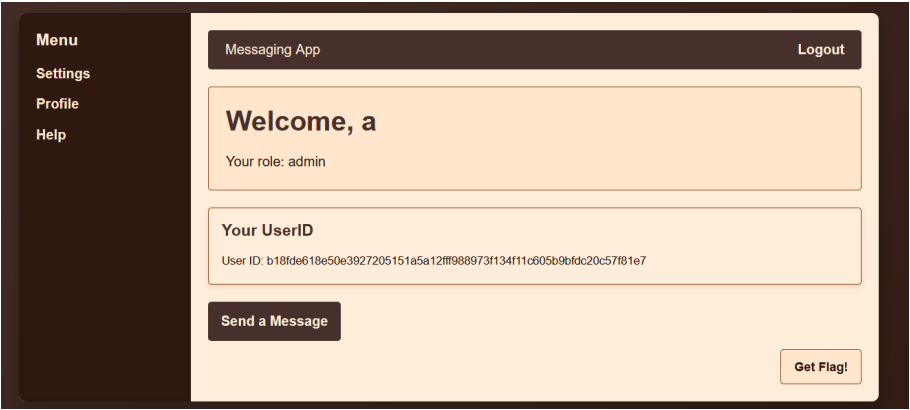 Menu
Settings
Profile
Help
Messaging App
Logout
Welcome, a
Your role: admin
Your UserID
User ID: b18fde618e50e3927205151a5a12fff988973f134f11c605b9bfdc20c57f81e7
Send a Message
Get Flag!